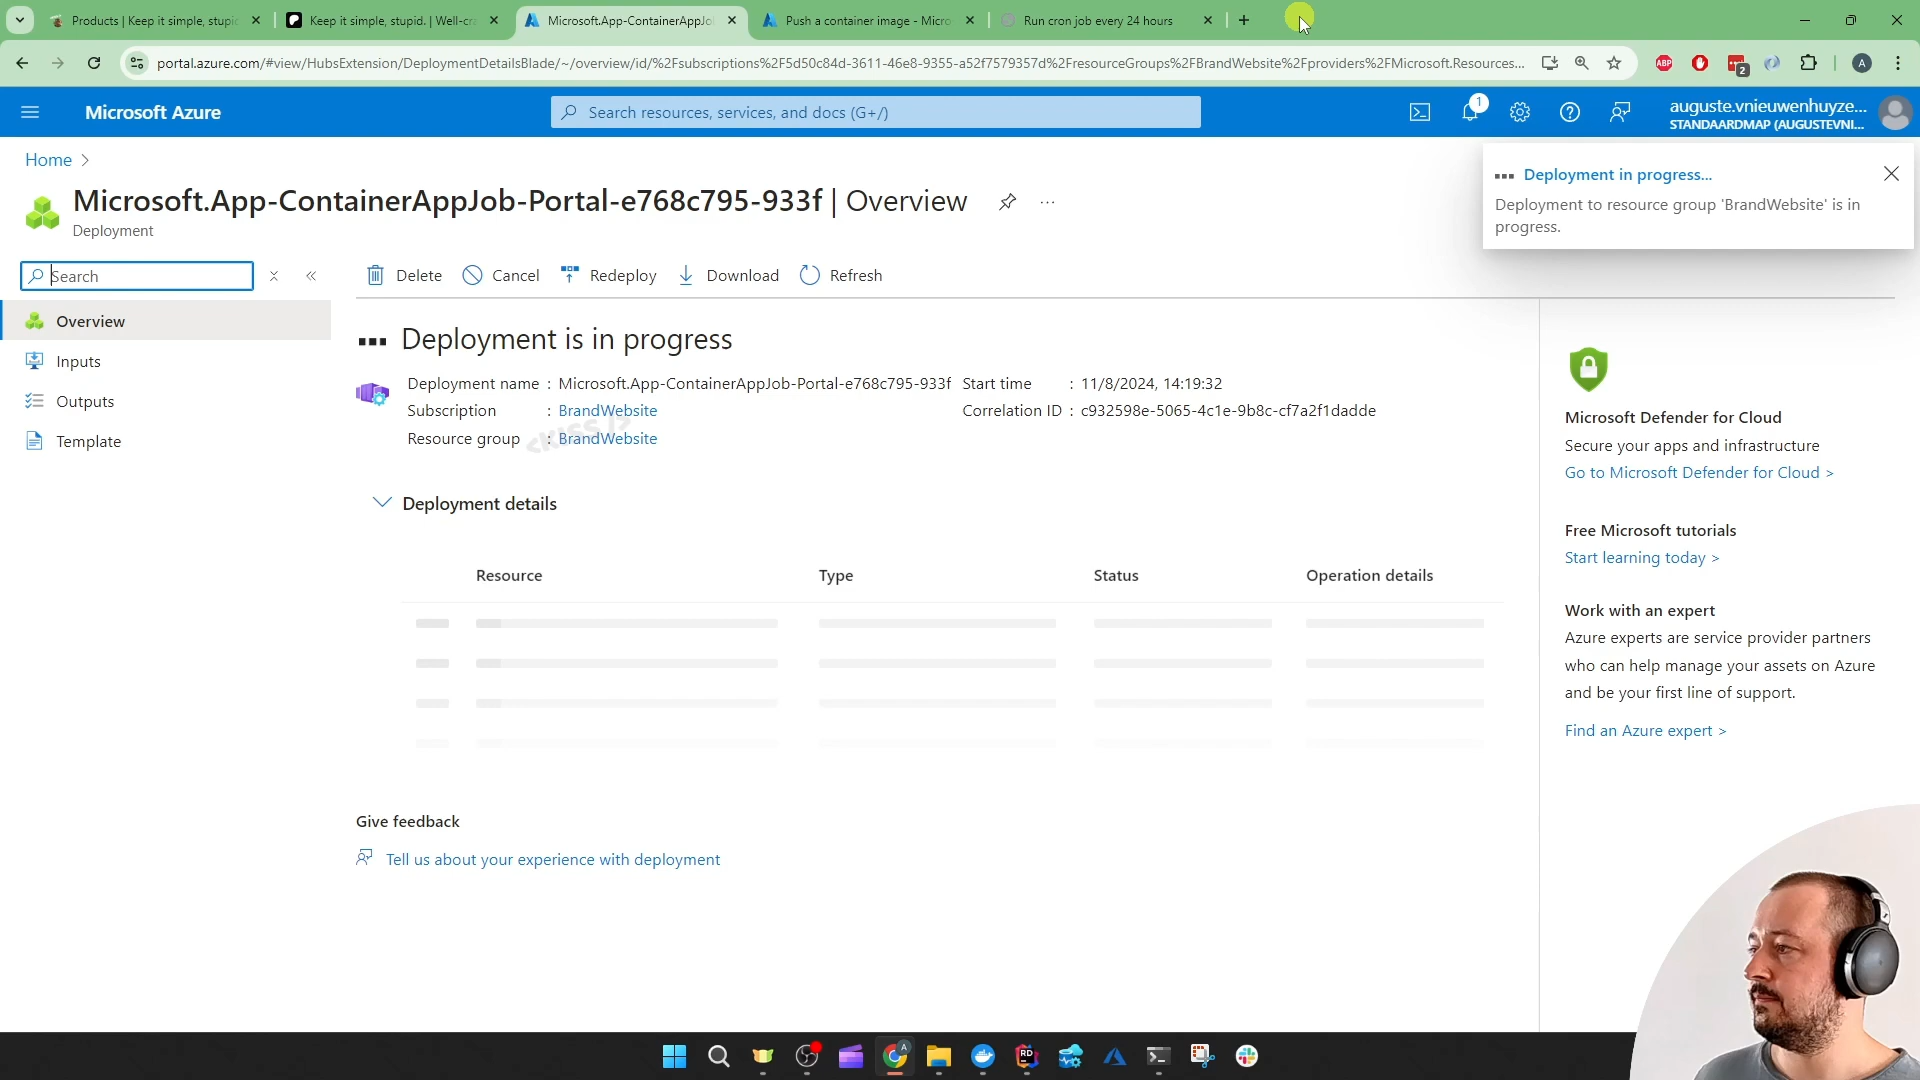 Products | Keep it simple, stupid
Keep it simple, stupid. | Well-cra
Microsoft.App-ContainerAppJo
Push a container image - Micro
Run cron job every 24 hours
portal.azure.com/#view/HubsExtension/DeploymentDetailsBlade/~/overview/id/%2Fsubscriptions%2F5d50c84d-3611-46e8-9355-a52f7579357d%2FresourceGroups%2FBrandWebsite%2Fproviders%2FMicrosoft.Resources...
ABP
2
A
Microsoft Azure
Search resources, services, and docs (G+/)
1
auguste.vnieuwenhuyze...
STANDAARDMAP (AUGUSTEVNI...
Home
Deployment in progress...
Deployment to resource group 'BrandWebsite' is in
progress.
Microsoft.App-ContainerAppJob-Portal-e768c795-933f | Overview
Deployment
Search
Delete
Cancel
Redeploy
Download
Refresh
Overview
Inputs
Outputs
Template
Deployment is in progress
Deployment name : Microsoft.App-ContainerAppJob-Portal-e768c795-933f
Start time : 11/8/2024, 14:19:32
Subscription : BrandWebsite
Correlation ID : c932598e-5065-4c1e-9b8c-cf7a2f1dadde
Resource group : BrandWebsite
<KISS />
Deployment details
Resource
Type
Status
Operation details
Give feedback
Tell us about your experience with deployment
Microsoft Defender for Cloud
Secure your apps and infrastructure
Go to Microsoft Defender for Cloud >
Free Microsoft tutorials
Start learning today >
Work with an expert
Azure experts are service provider partners
who can help manage your assets on Azure
and be your first line of support.
Find an Azure expert >
A
RD